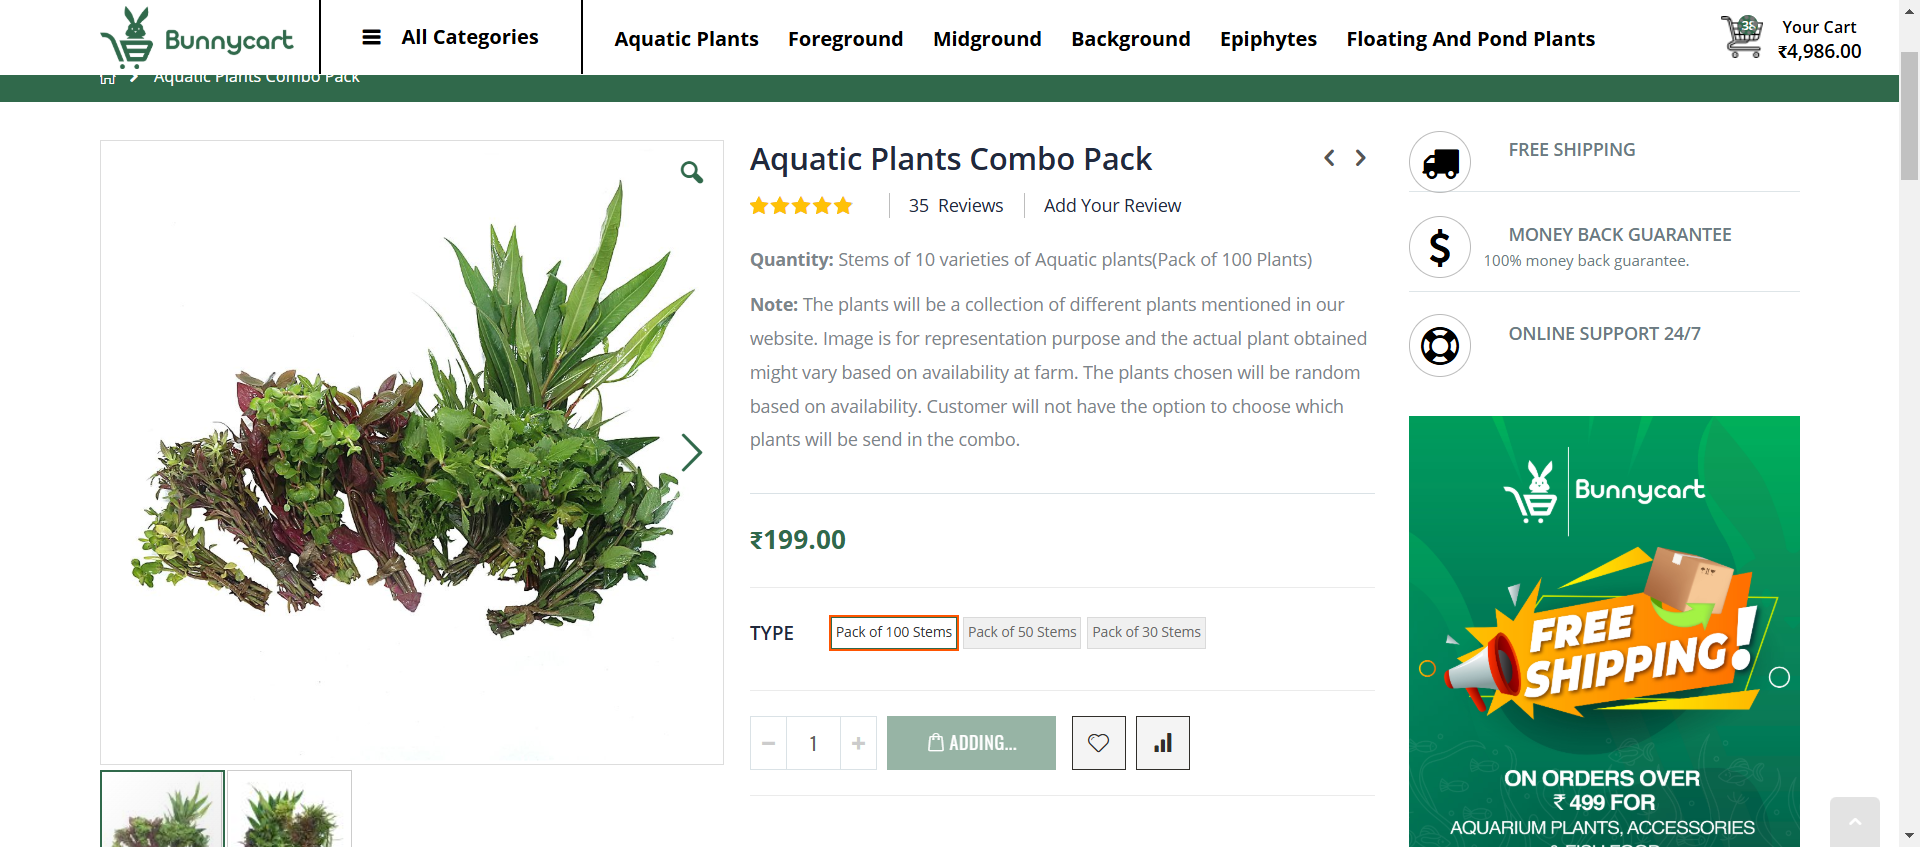 Bunnycart
All Categories
Aquatic Plants
Foreground
Midground
Background
Epiphytes
Floating And Pond Plants
35
Your Cart
₹4,986.00
Aquatic Plants Combo Pack
Aquatic Plants Combo Pack
35 Reviews
Add Your Review
Quantity: Stems of 10 varieties of Aquatic plants(Pack of 100 Plants)
Note: The plants will be a collection of different plants mentioned in our
website. Image is for representation purpose and the actual plant obtained
might vary based on availability at farm. The plants chosen will be random
based on availability. Customer will not have the option to choose which
plants will be send in the combo.
₹199.00
TYPE
Pack of 100 Stems
Pack of 50 Stems
Pack of 30 Stems
1
ADDING...
FREE SHIPPING
MONEY BACK GUARANTEE
100% money back guarantee.
ONLINE SUPPORT 24/7
Bunnycart
FREE
SHIPPING!
ON ORDERS OVER
₹ 499 FOR
AQUARIUM PLANTS, ACCESSORIES
& FISH FOOD